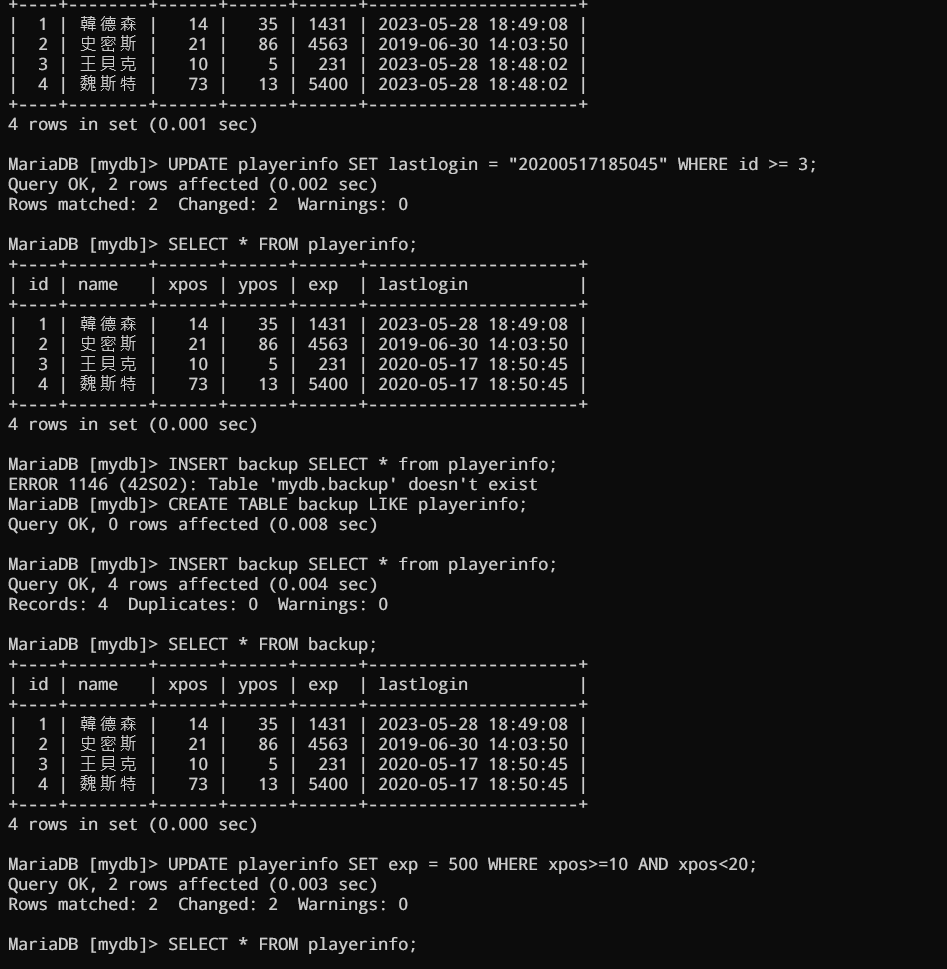 +----+--------+------+------+------+---------------------+
|  1 | 韓德森 |   14 |   35 | 1431 | 2023-05-28 18:49:08 |
|  2 | 史密斯 |   21 |   86 | 4563 | 2019-06-30 14:03:50 |
|  3 | 王貝克 |   10 |    5 |  231 | 2023-05-28 18:48:02 |
|  4 | 魏斯特 |   73 |   13 | 5400 | 2023-05-28 18:48:02 |
+----+--------+------+------+------+---------------------+
4 rows in set (0.001 sec)

MariaDB [mydb]> UPDATE playerinfo SET lastlogin = "20200517185045" WHERE id >= 3;
Query OK, 2 rows affected (0.002 sec)
Rows matched: 2  Changed: 2  Warnings: 0

MariaDB [mydb]> SELECT * FROM playerinfo;
+----+--------+------+------+------+---------------------+
| id | name   | xpos | ypos | exp  | lastlogin           |
+----+--------+------+------+------+---------------------+
|  1 | 韓德森 |   14 |   35 | 1431 | 2023-05-28 18:49:08 |
|  2 | 史密斯 |   21 |   86 | 4563 | 2019-06-30 14:03:50 |
|  3 | 王貝克 |   10 |    5 |  231 | 2020-05-17 18:50:45 |
|  4 | 魏斯特 |   73 |   13 | 5400 | 2020-05-17 18:50:45 |
+----+--------+------+------+------+---------------------+
4 rows in set (0.000 sec)

MariaDB [mydb]> INSERT backup SELECT * from playerinfo;
ERROR 1146 (42S02): Table 'mydb.backup' doesn't exist
MariaDB [mydb]> CREATE TABLE backup LIKE playerinfo;
Query OK, 0 rows affected (0.008 sec)

MariaDB [mydb]> INSERT backup SELECT * from playerinfo;
Query OK, 4 rows affected (0.004 sec)
Records: 4  Duplicates: 0  Warnings: 0

MariaDB [mydb]> SELECT * FROM backup;
+----+--------+------+------+------+---------------------+
| id | name   | xpos | ypos | exp  | lastlogin           |
+----+--------+------+------+------+---------------------+
|  1 | 韓德森 |   14 |   35 | 1431 | 2023-05-28 18:49:08 |
|  2 | 史密斯 |   21 |   86 | 4563 | 2019-06-30 14:03:50 |
|  3 | 王貝克 |   10 |    5 |  231 | 2020-05-17 18:50:45 |
|  4 | 魏斯特 |   73 |   13 | 5400 | 2020-05-17 18:50:45 |
+----+--------+------+------+------+---------------------+
4 rows in set (0.000 sec)

MariaDB [mydb]> UPDATE playerinfo SET exp = 500 WHERE xpos>=10 AND xpos<20;
Query OK, 2 rows affected (0.003 sec)
Rows matched: 2  Changed: 2  Warnings: 0

MariaDB [mydb]> SELECT * FROM playerinfo;